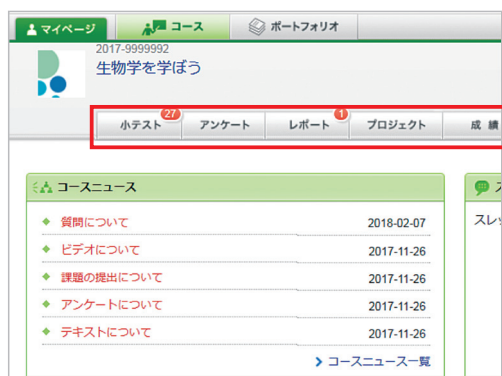 マイページ コース ポートフォリオ
2017-9999992
生物学を学ぼう
小テスト 27 アンケート レポート 1 プロジェクト 成績
コースニュース
質問について 2018-02-07
スレッ
ビデオについて 2017-11-26
課題の提出について 2017-11-26
アンケートについて 2017-11-26
テキストについて 2017-11-26
コースニュース一覧